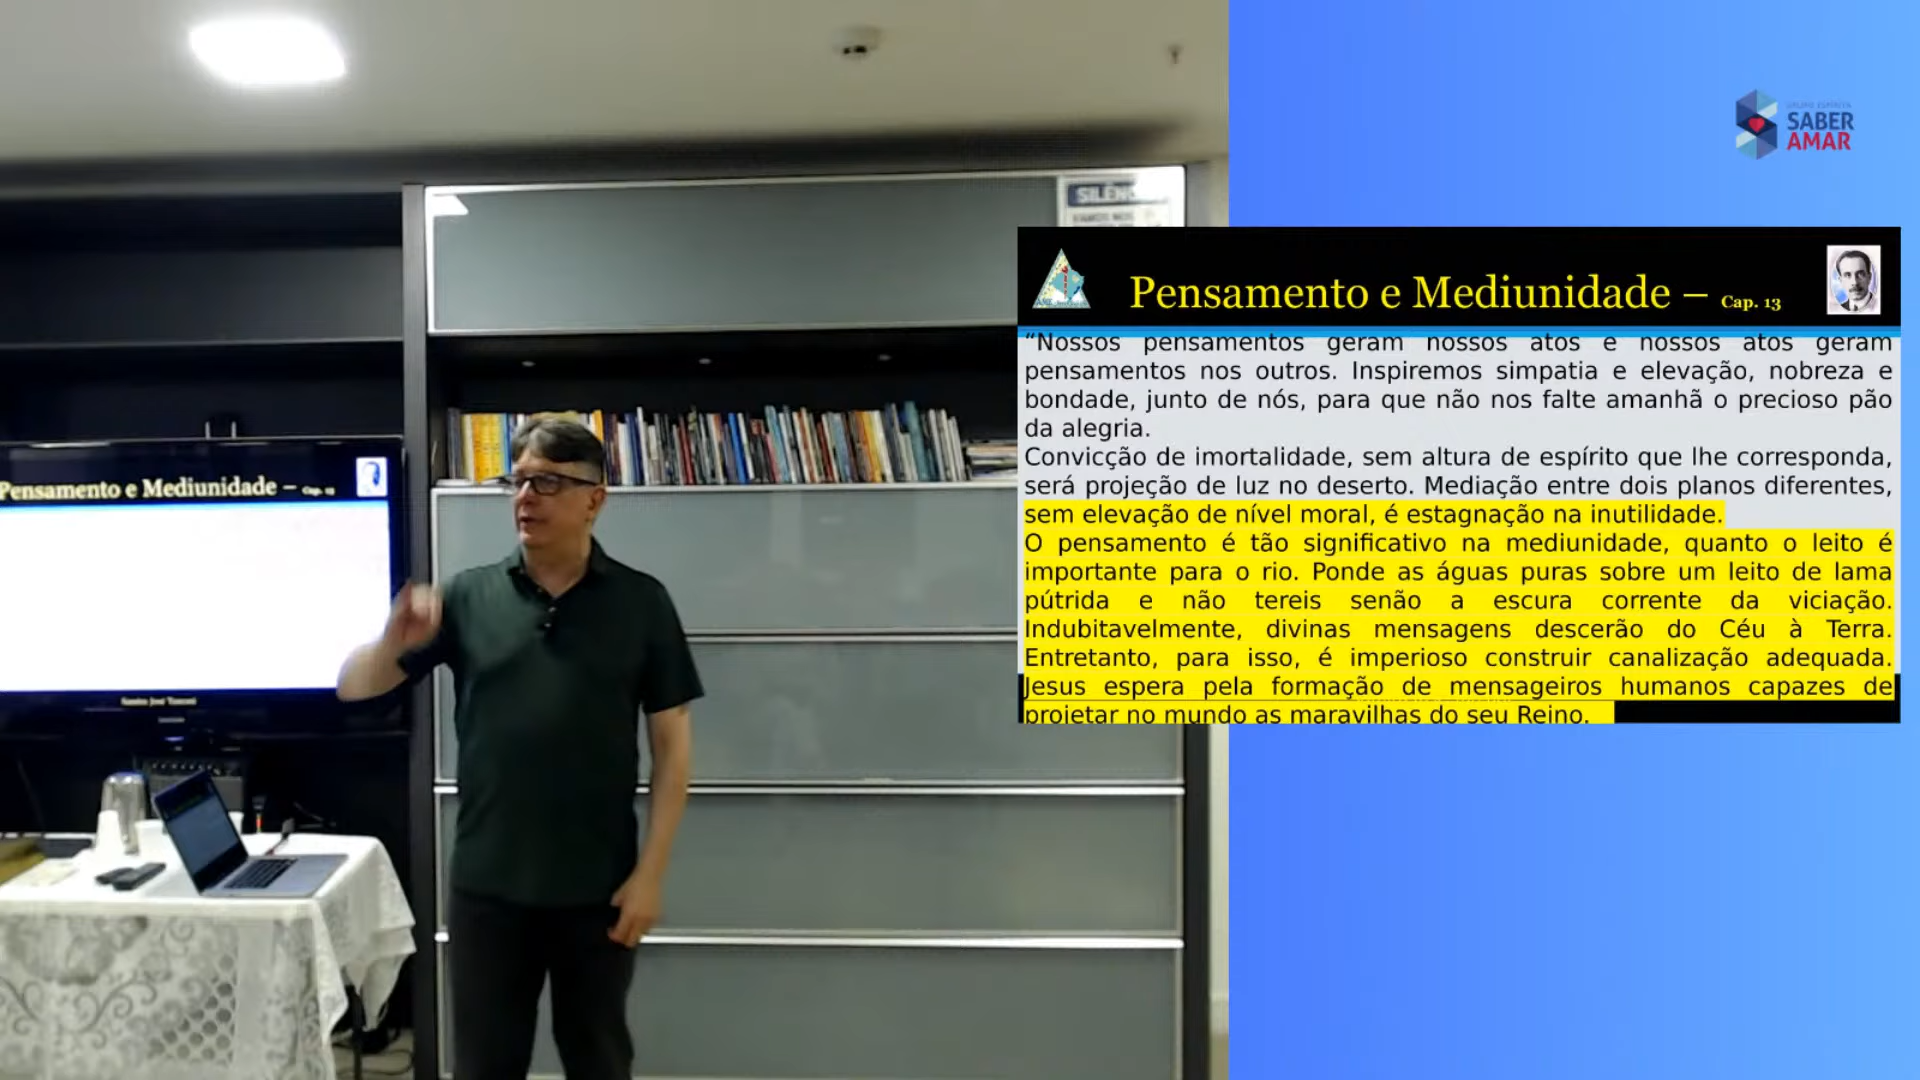 GRUPO ESPÍRITA
SABER
AMAR
SILÊN
Pensamento e Mediunidade – Cap. 13
“Nossos pensamentos geram nossos atos e nossos atos geram
pensamentos nos outros. Inspiremos simpatia e elevação, nobreza e
bondade, junto de nós, para que não nos falte amanhã o precioso pão
da alegria.
Convicção de imortalidade, sem altura de espírito que lhe corresponda,
será projeção de luz no deserto. Mediação entre dois planos diferentes,
sem elevação de nível moral, é estagnação na inutilidade.
O pensamento é tão significativo na mediunidade, quanto o leito é
importante para o rio. Ponde as águas puras sobre um leito de lama
pútrida e não tereis senão a escura corrente da viciação.
Indubitavelmente, divinas mensagens descerão do Céu à Terra.
Entretanto, para isso, é imperioso construir canalização adequada.
Jesus espera pela formação de mensageiros humanos capazes de
projetar no mundo as maravilhas do seu Reino.
Pensamento e Mediunidade – Cap. 13